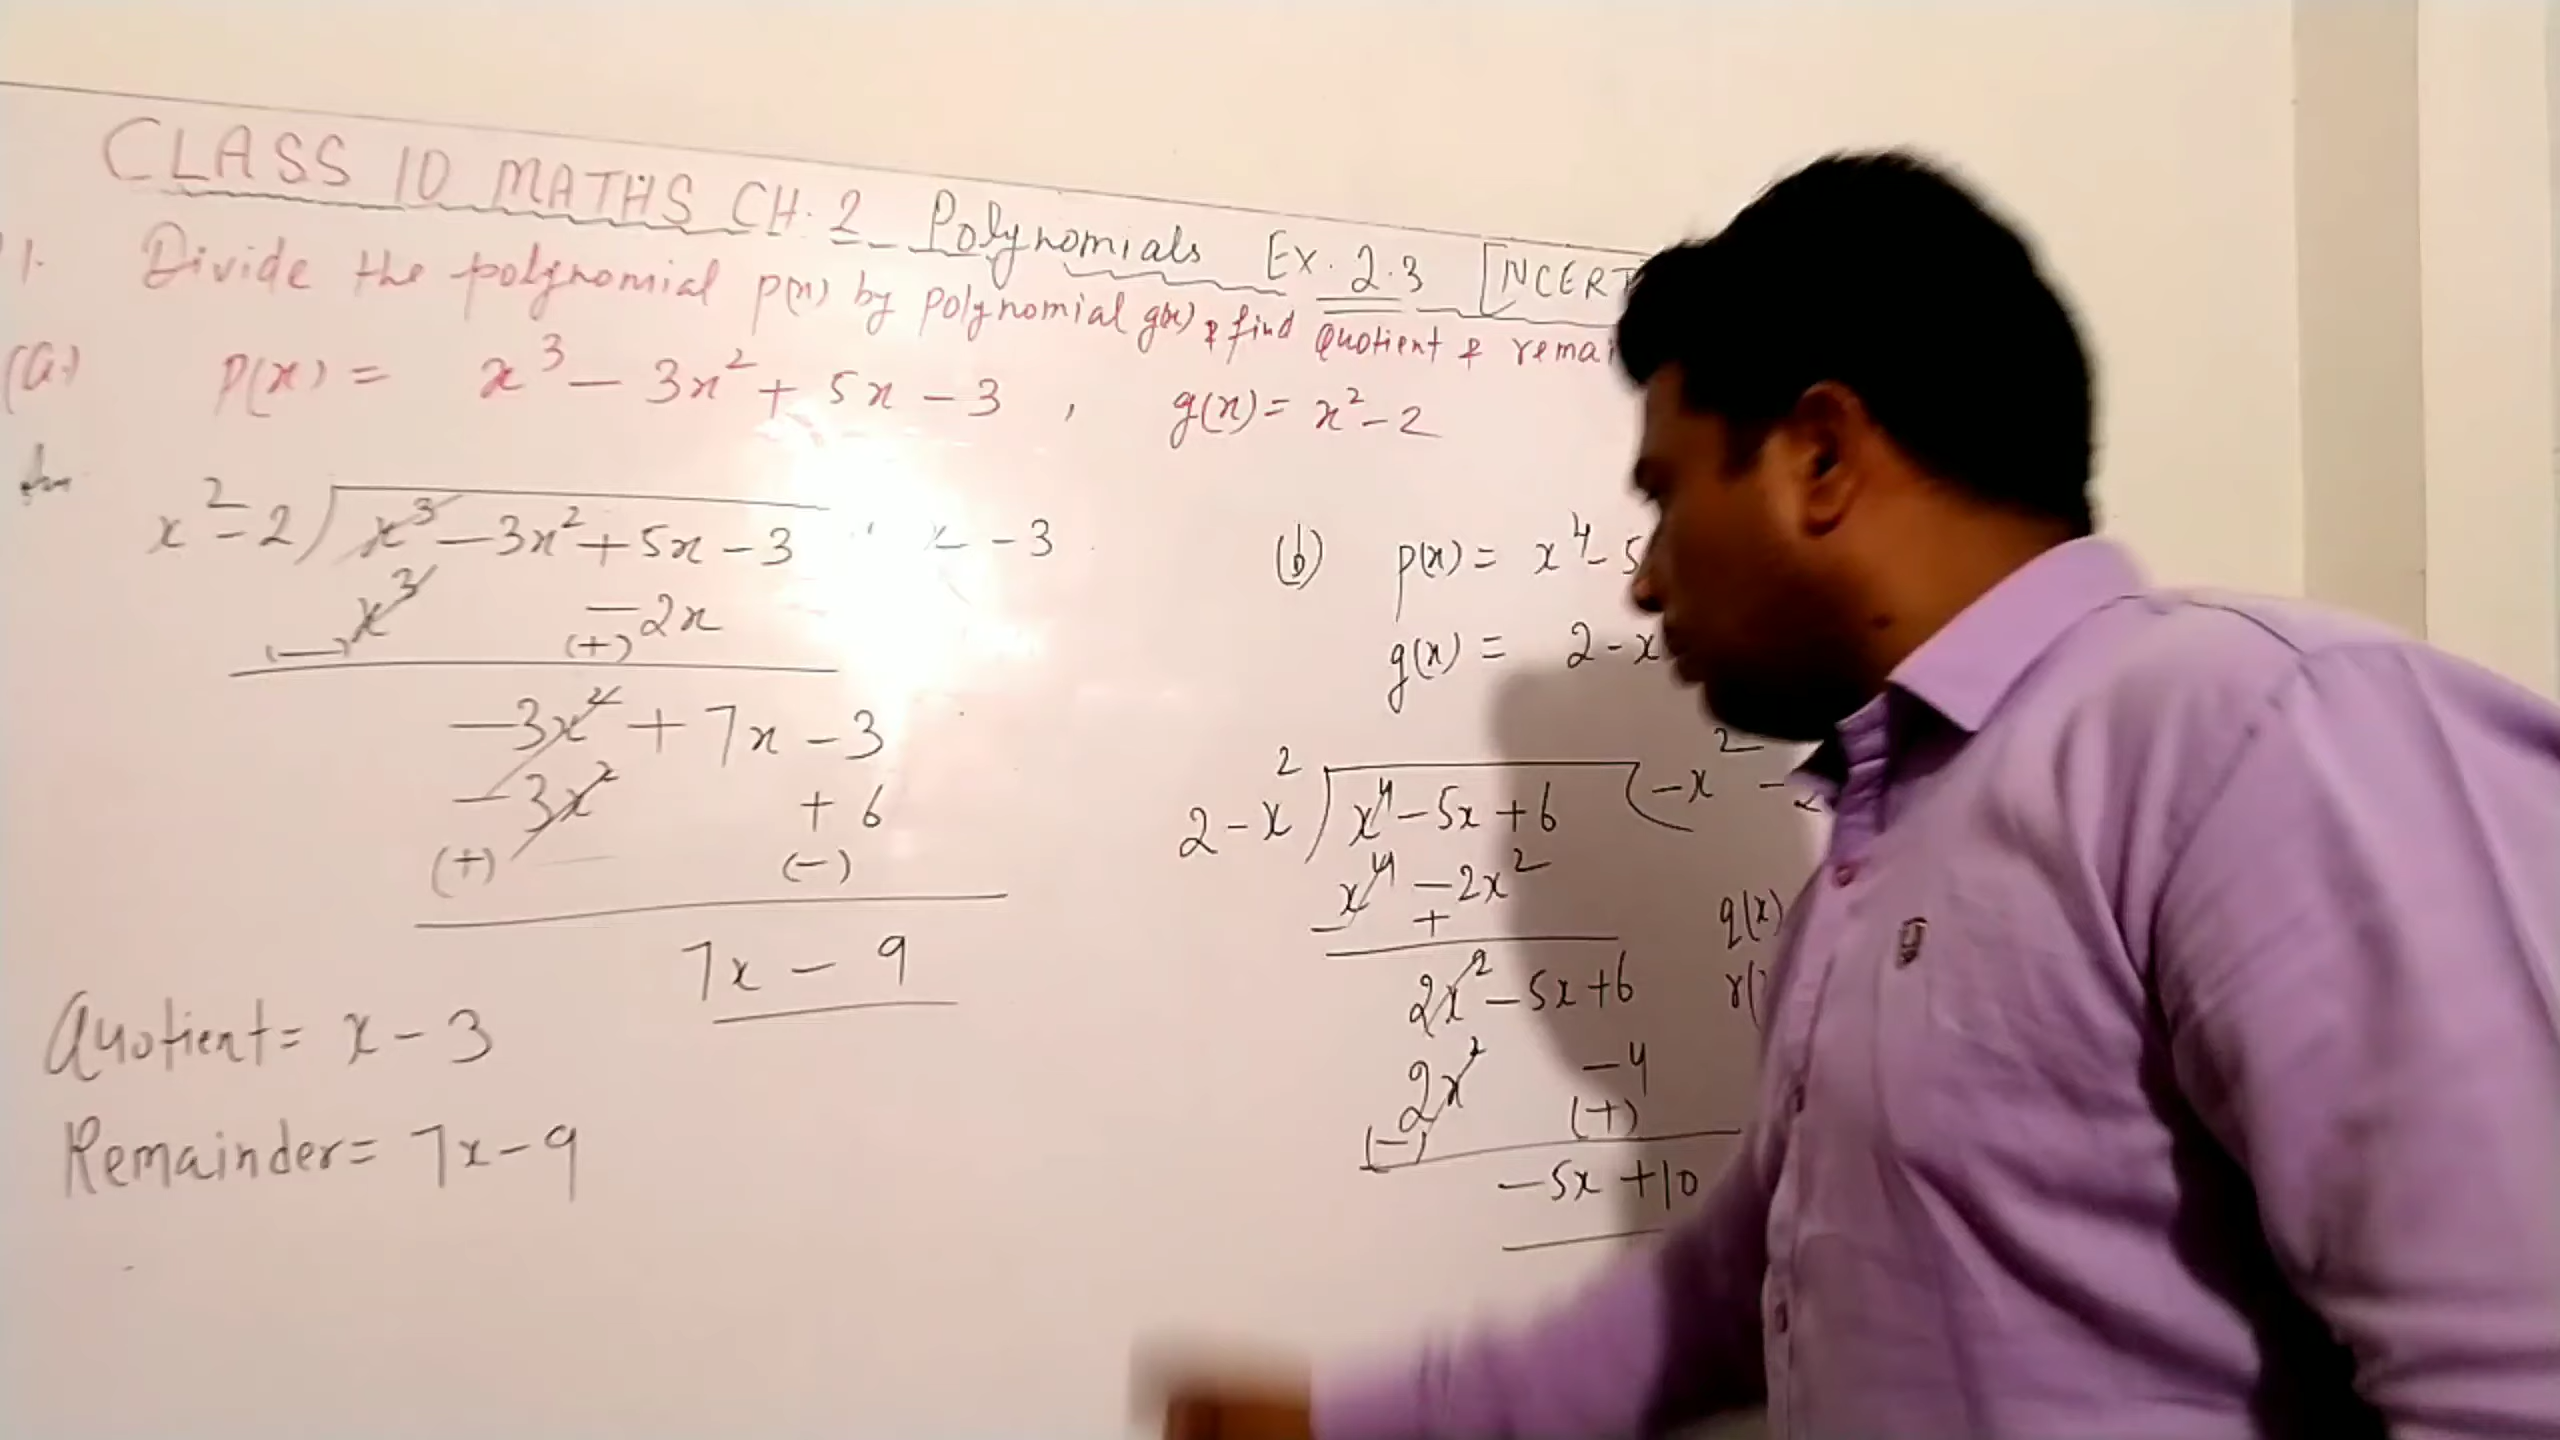 CLASS 10 MATHS CH. 2 Polynomials Ex. 2.3 [NCERT
1. Divide the polynomial p(x) by polynomial g(x) & find Quotient & remai
(a) P(x) = x³ - 3x² + 5x - 3 , g(x) = x² - 2
x² - 2 ) x³ - 3x² + 5x - 3 x - 3
x³ - 2x
(-) (+)
-3x² + 7x - 3
-3x² + 6
(+) (-)
7x - 9
Quotient = x - 3
Remainder = 7x - 9
(b) p(x) = x⁴ - 5
g(x) = 2 - x
2 - x² ) x⁴ - 5x + 6 ( -x² - 2
x⁴ - 2x²
- +
2x² - 5x + 6
2x² - 4
(-) (+)
-5x + 10
q(x)
r(